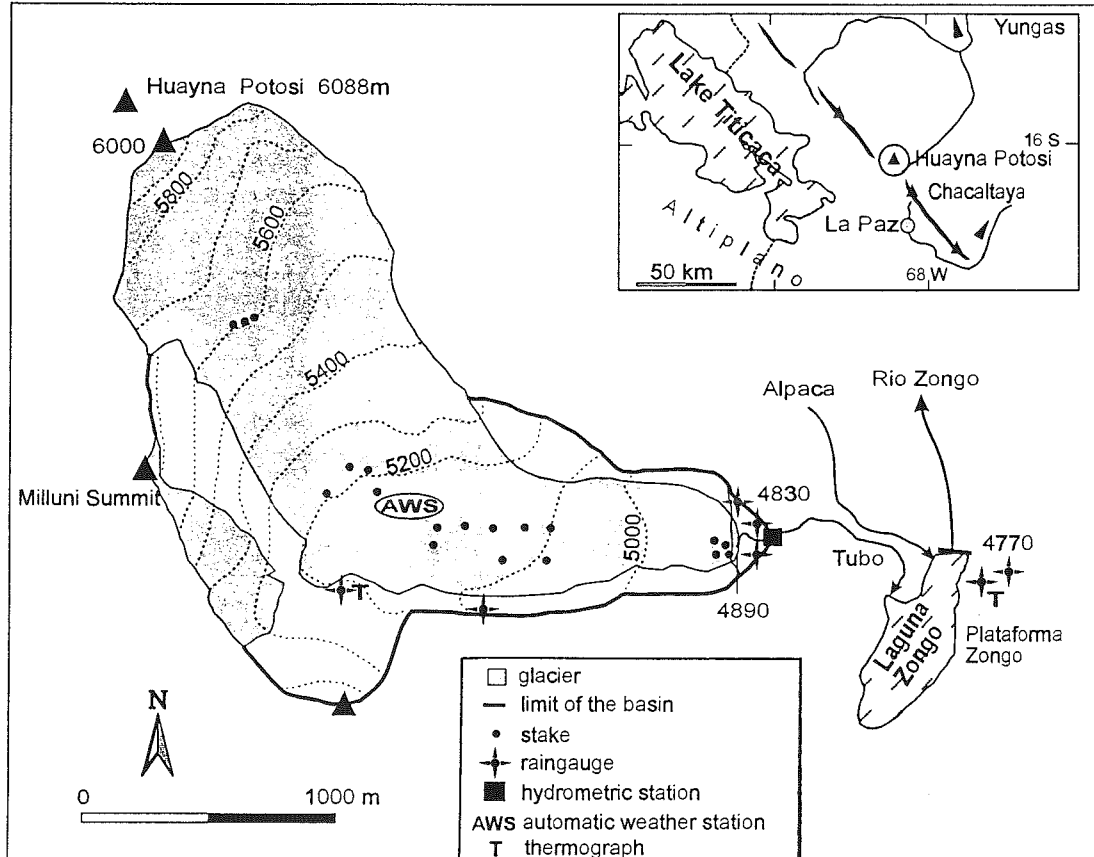 Huayna Potosi 6088m
6000
5800
5600
5400
5200
AWS
5000
Milluni Summit
T
4830
4890
Alpaca
Rio Zongo
Tubo
4770
T
Laguna
Zongo
Plataforma
Zongo
Yungas
Lake Titicaca
16 S
Huayna Potosi
Chacaltaya
La Paz
Altiplano
68 W
50 km
N
0 1000 m
glacier
limit of the basin
stake
raingauge
hydrometric station
AWS automatic weather station
T thermograph